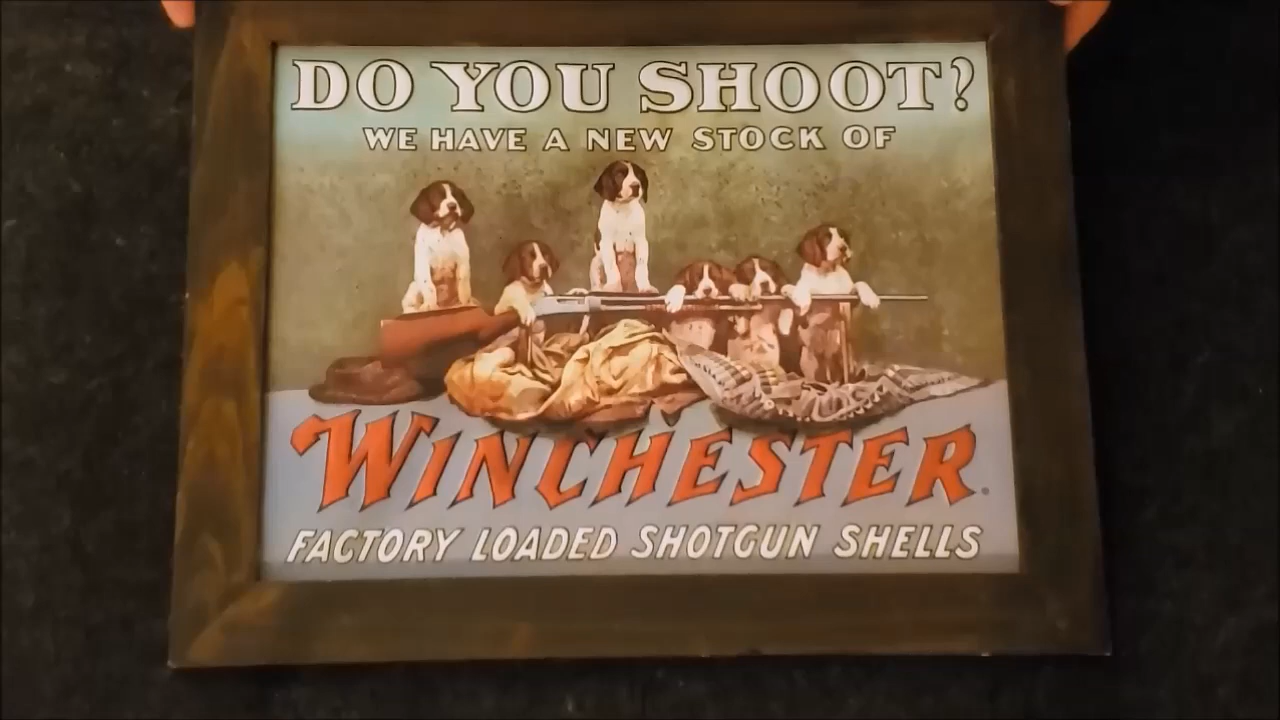 DO YOU SHOOT?
WE HAVE A NEW STOCK OF
WINCHESTER.
FACTORY LOADED SHOTGUN SHELLS